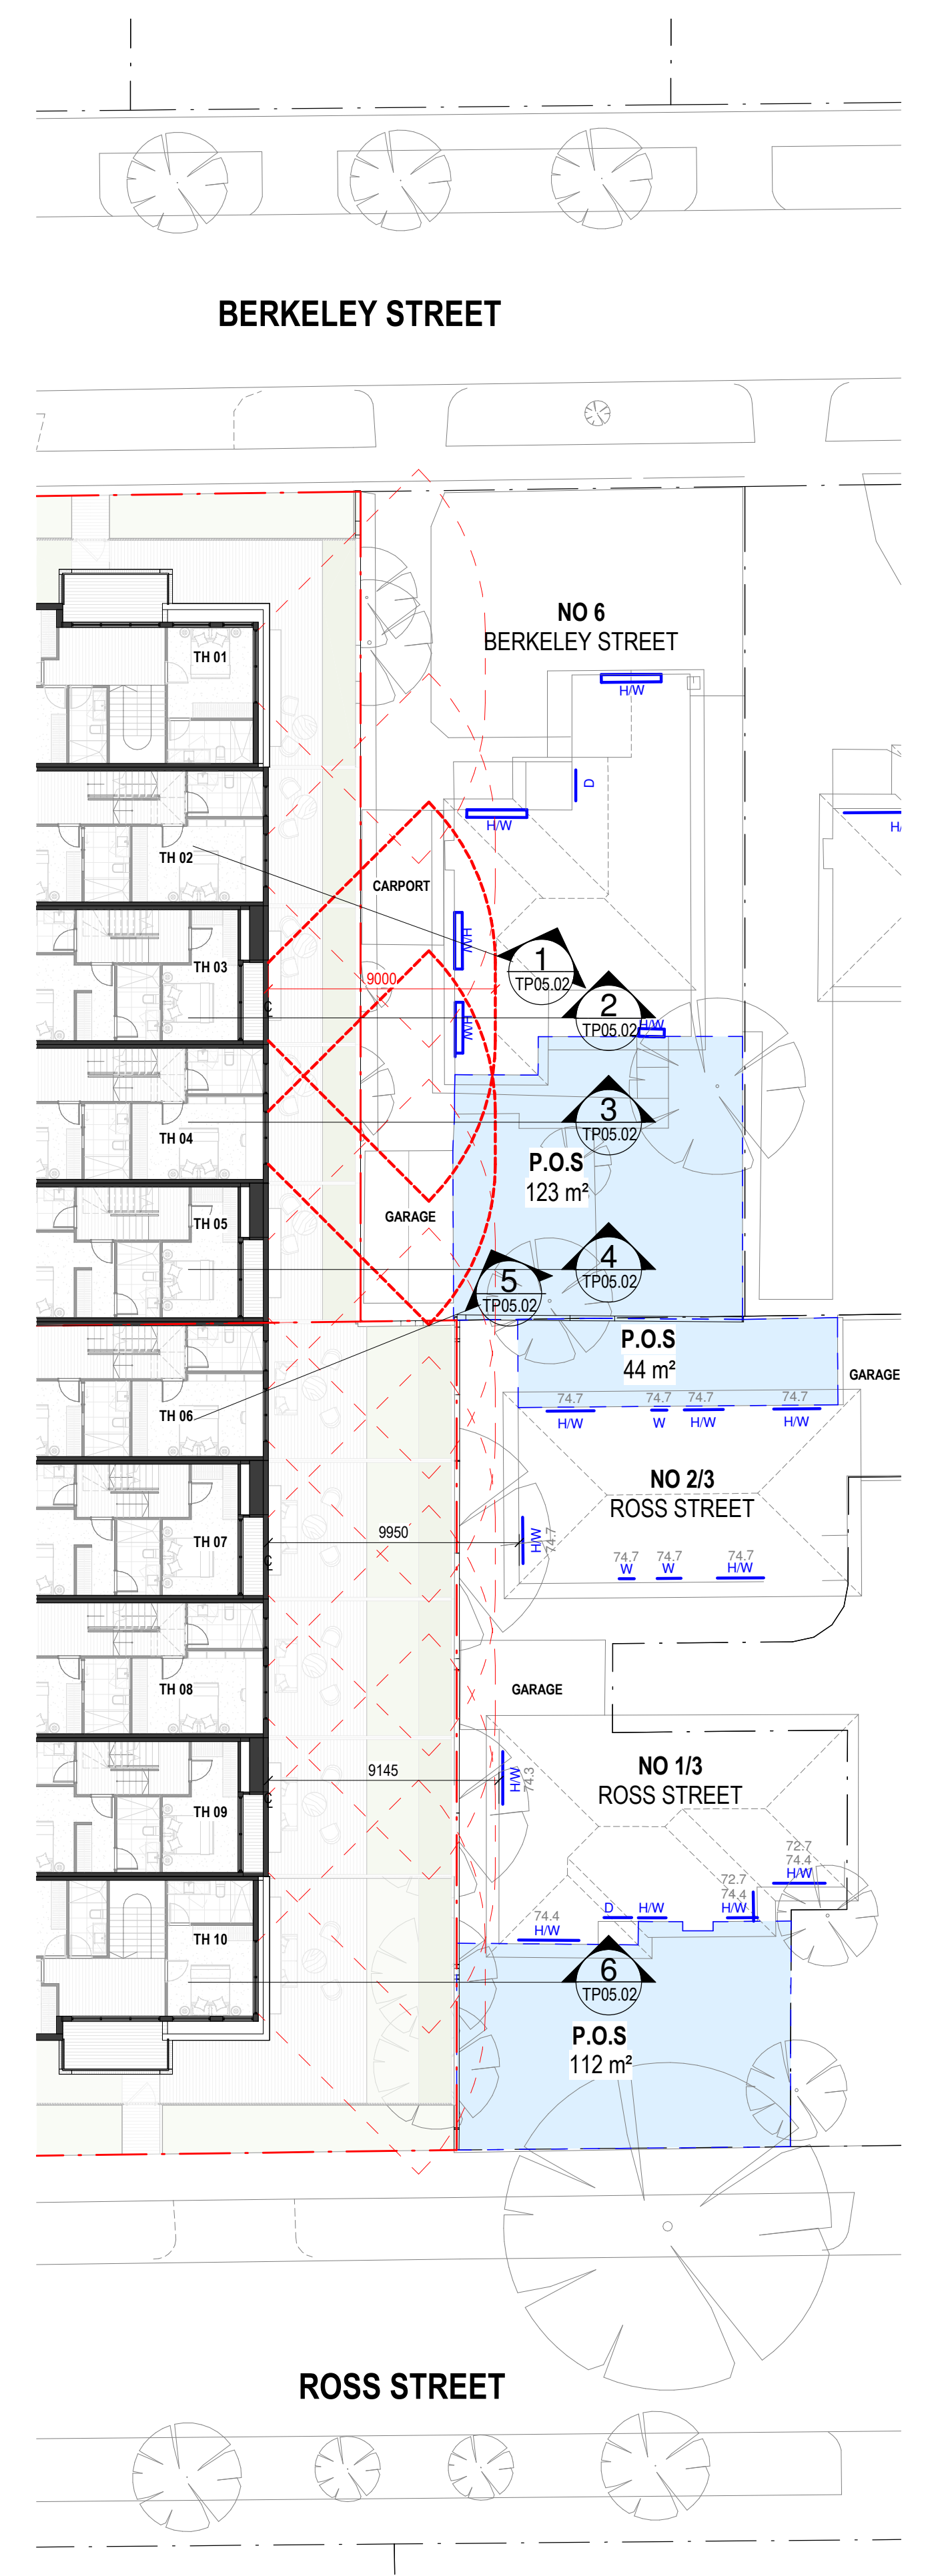 BERKELEY STREET
NO 6
BERKELEY STREET
TH 01
H/W
D
H/W
H/
TH 02
CARPORT
H/W
TH 03
9000
1
TP05.02
2
TP05.02
H/W
H/W
3
TP05.02
TH 04
P.O.S
123 m²
TH 05
GARAGE
4
TP05.02
5
TP05.02
P.O.S
44 m²
GARAGE
74.7
74.7
74.7
74.7
H/W
W
H/W
H/W
TH 06
NO 2/3
ROSS STREET
9950
TH 07
H/W
74.7
74.7
W
74.7
W
74.7
H/W
TH 08
GARAGE
NO 1/3
ROSS STREET
9145
H/W
74.3
TH 09
72.7
74.4
H/W
72.7
74.4
H/W
D
H/W
74.4
H/W
TH 10
6
TP05.02
P.O.S
112 m²
ROSS STREET